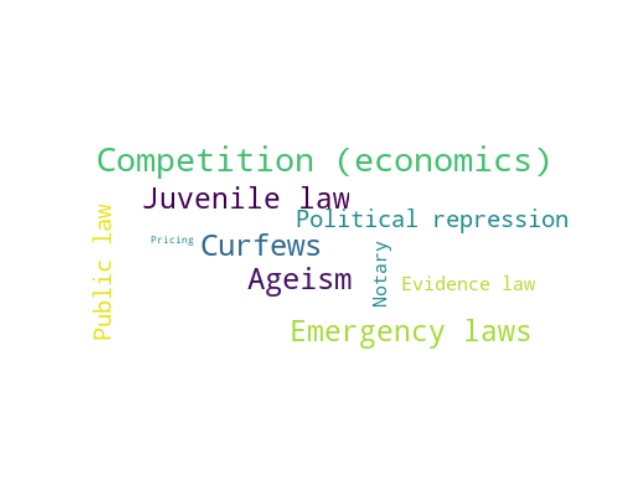 Competition (economics)
Juvenile law
Political repression
Public law
Pricing
Curfews
Notary
Ageism
Evidence law
Emergency laws